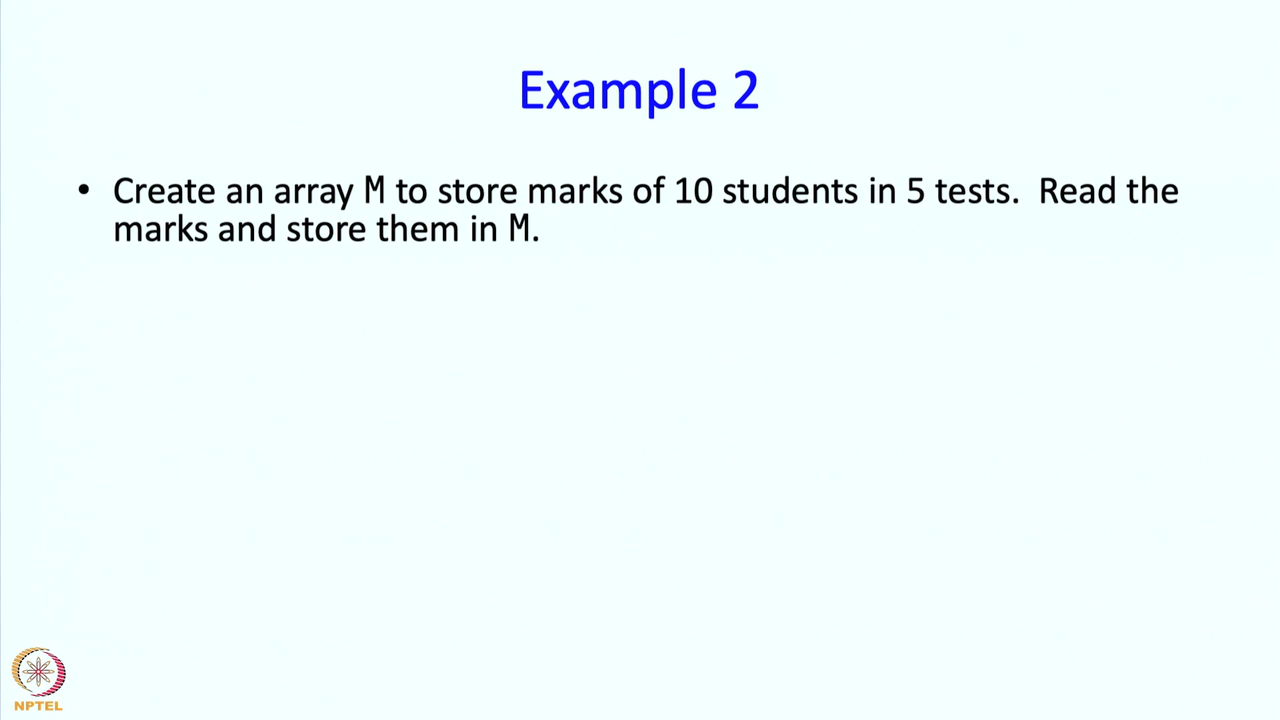 Example 2
• Create an array M to store marks of 10 students in 5 tests.  Read the
marks and store them in M.
NPTEL